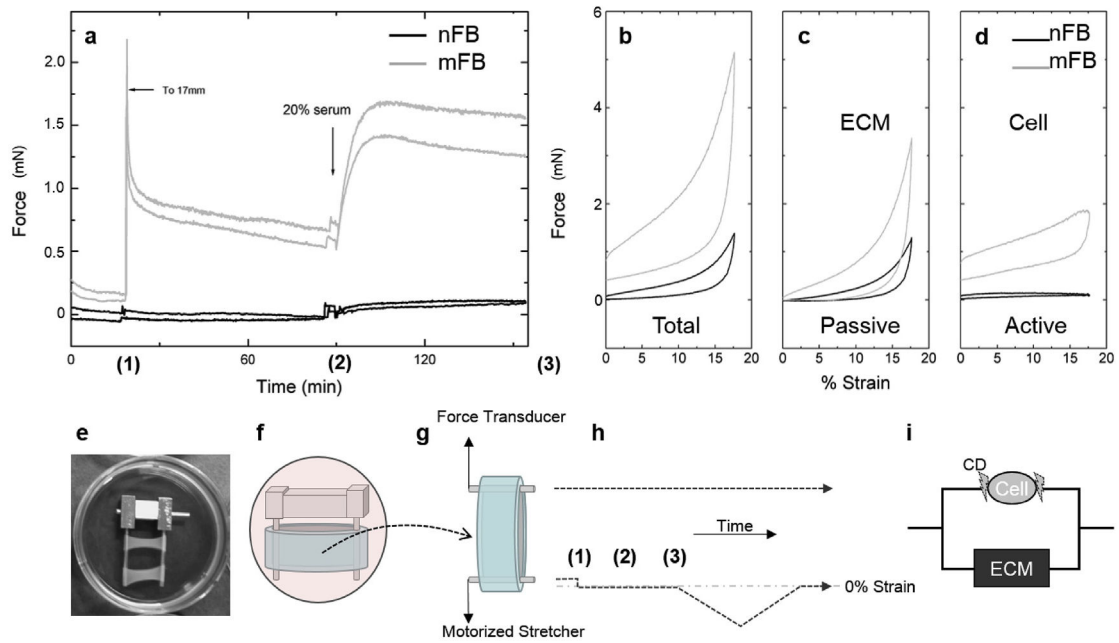 a
nFB
mFB
2.0
1.5
1.0
0.5
0
To 17mm
20% serum
Force (mN)
0
60
120
(1)
(2)
(3)
Time (min)
b
c
d
nFB
mFB
6
4
2
0
Force (mN)
ECM
Cell
Total
Passive
Active
0
5
10
15
20
0
5
10
15
20
0
5
10
15
20
% Strain
e
f
g
Force Transducer
Motorized Stretcher
h
Time
(1)
(2)
(3)
0% Strain
i
CD
Cell
ECM